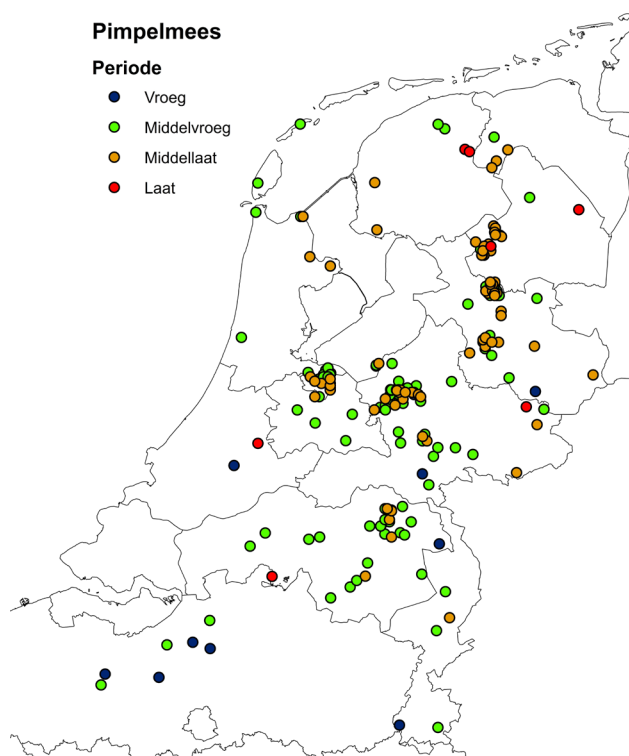 Pimpelmees
Periode
Vroeg
Middelvroeg
Middellaat
Laat